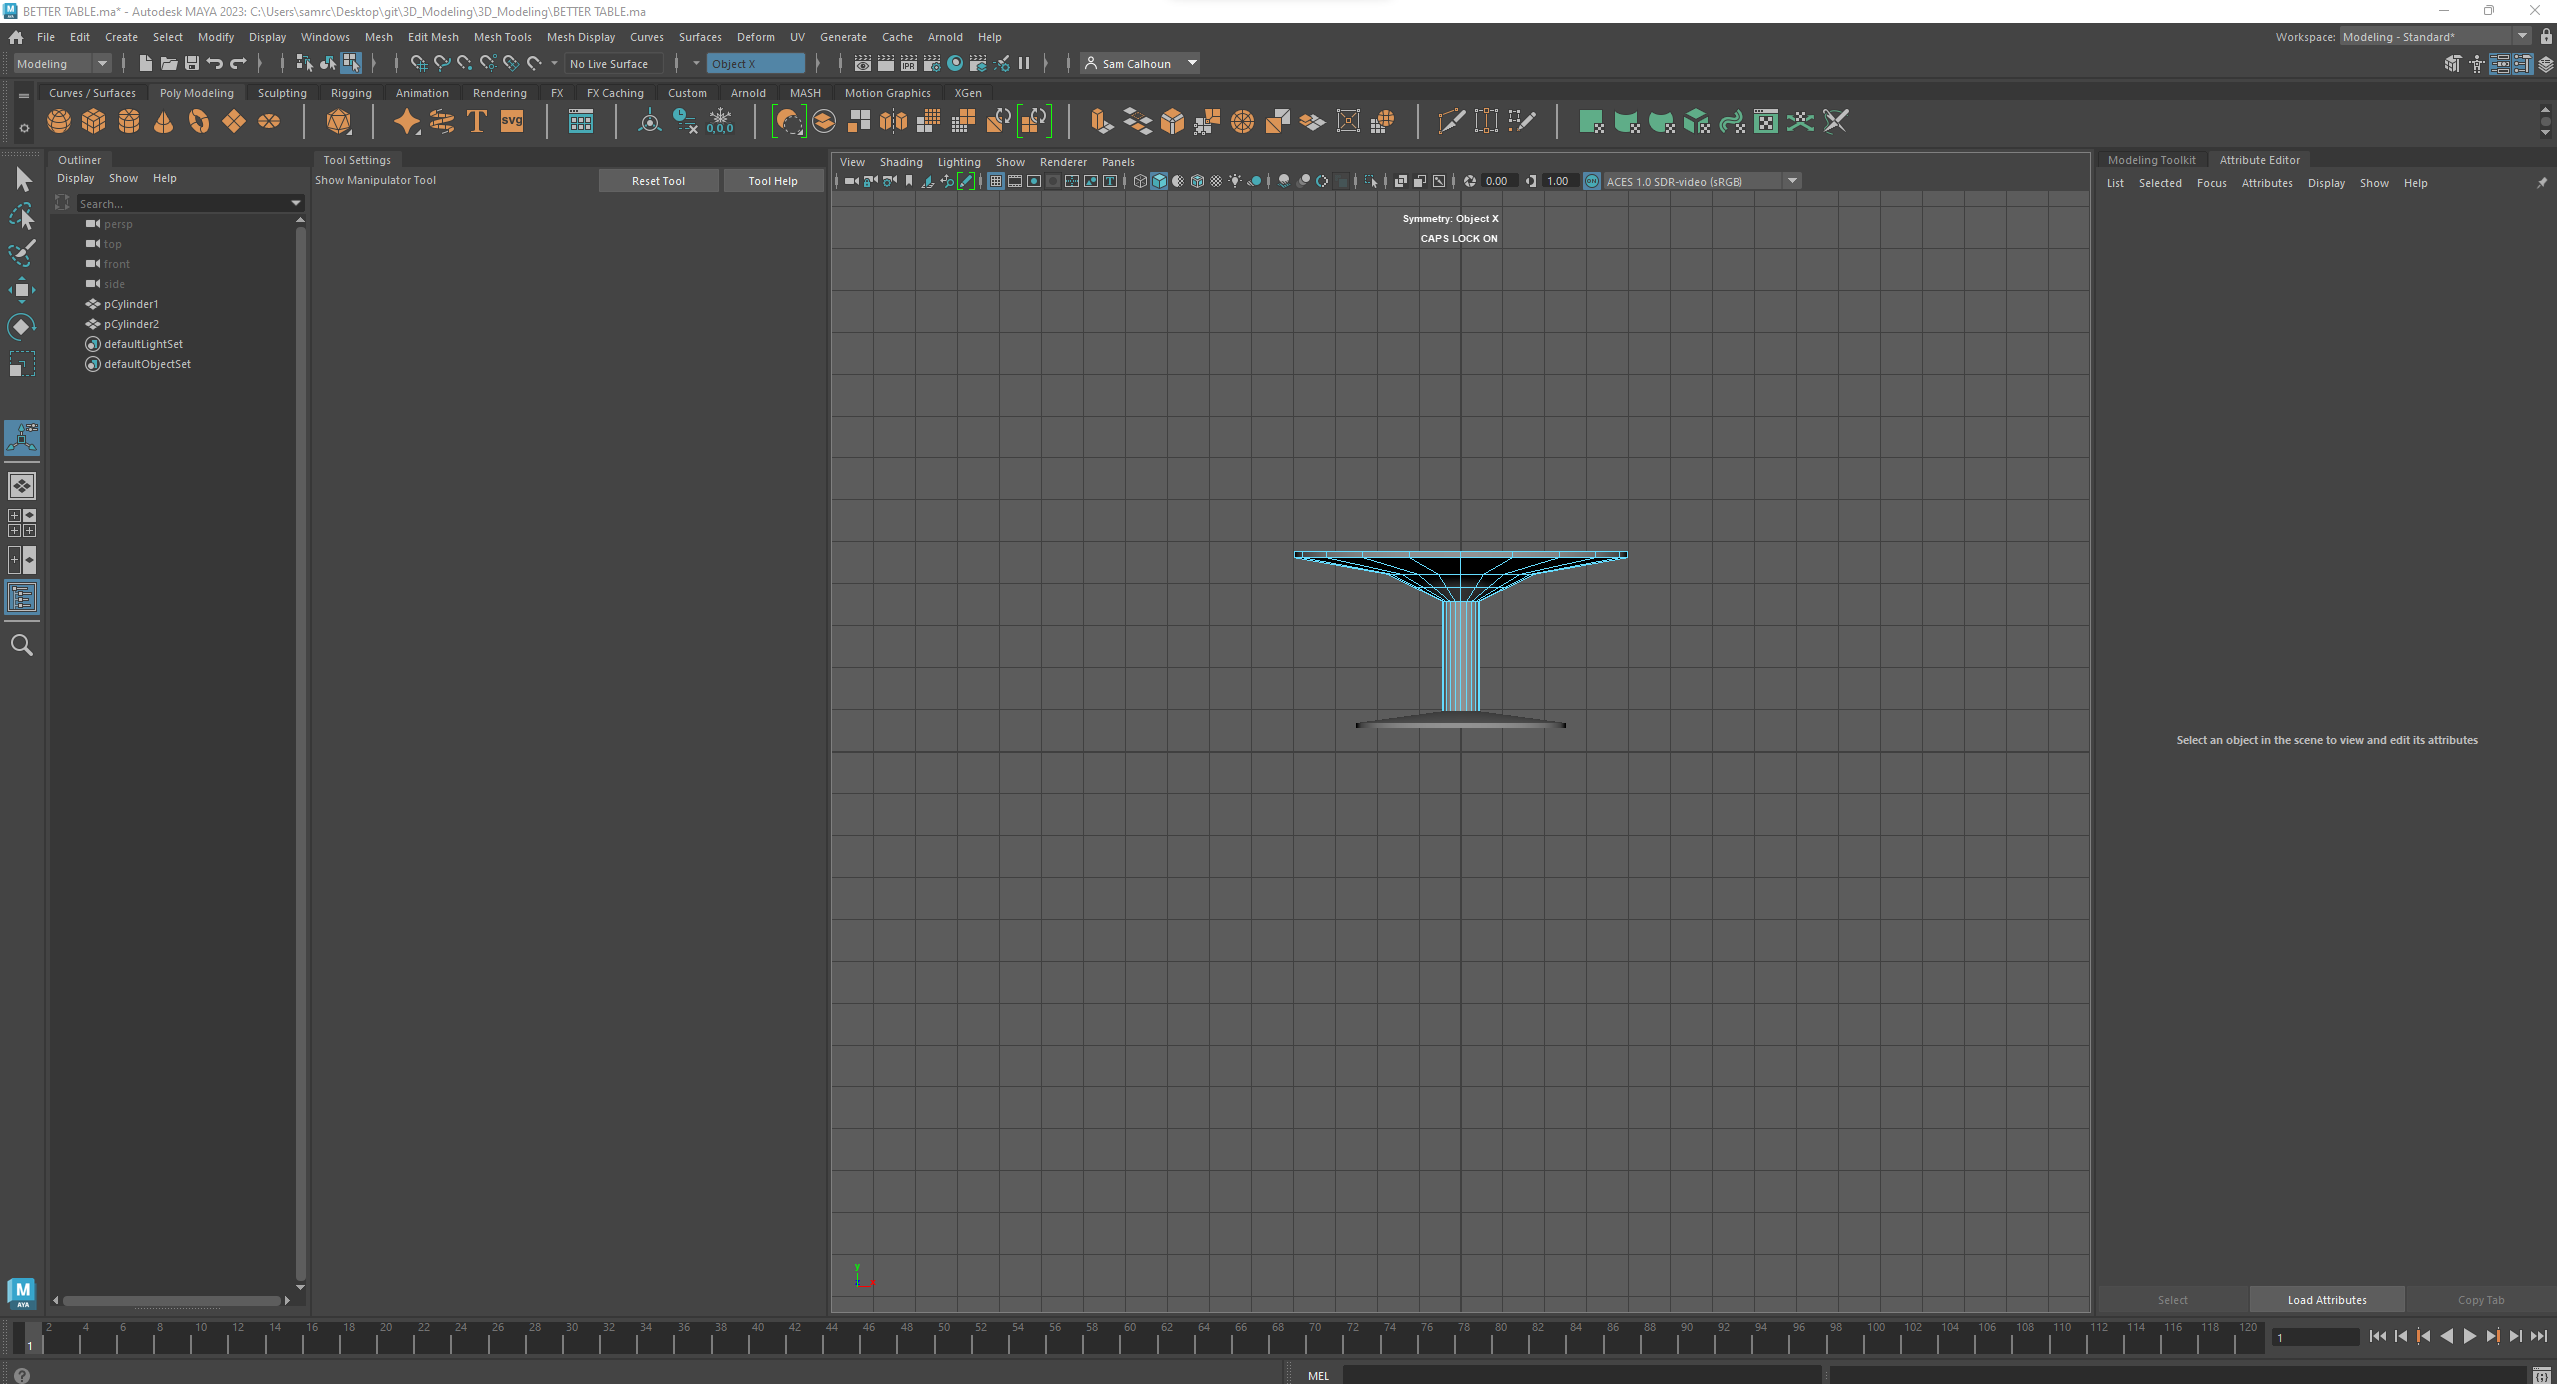 BETTER TABLE.ma* - Autodesk MAYA 2023: C:\Users\samrc\Desktop\git\3D_Modeling\3D_Modeling\BETTER TABLE.ma
File Edit Create Select Modify Display Windows Mesh Edit Mesh Mesh Tools Mesh Display Curves Surfaces Deform UV Generate Cache Arnold Help Workspace: Modeling - Standard*
Modeling No Live Surface Object X IPR Sam Calhoun
Curves / Surfaces Poly Modeling Sculpting Rigging Animation Rendering FX FX Caching Custom Arnold MASH Motion Graphics XGen
T SVG 0,0,0
Outliner Tool Settings View Shading Lighting Show Renderer Panels Modeling Toolkit Attribute Editor
Display Show Help Show Manipulator Tool Reset Tool Tool Help 0.00 1.00 ON ACES 1.0 SDR-video (sRGB) List Selected Focus Attributes Display Show Help
Search...
persp
top
front
side
pCylinder1
pCylinder2
defaultLightSet
defaultObjectSet
Symmetry: Object X
CAPS LOCK ON
Select an object in the scene to view and edit its attributes
y
z x
M
AYA
Select Load Attributes Copy Tab
2 4 6 8 10 12 14 16 18 20 22 24 26 28 30 32 34 36 38 40 42 44 46 48 50 52 54 56 58 60 62 64 66 68 70 72 74 76 78 80 82 84 86 88 90 92 94 96 98 100 102 104 106 108 110 112 114 116 118 120
1 1
MEL